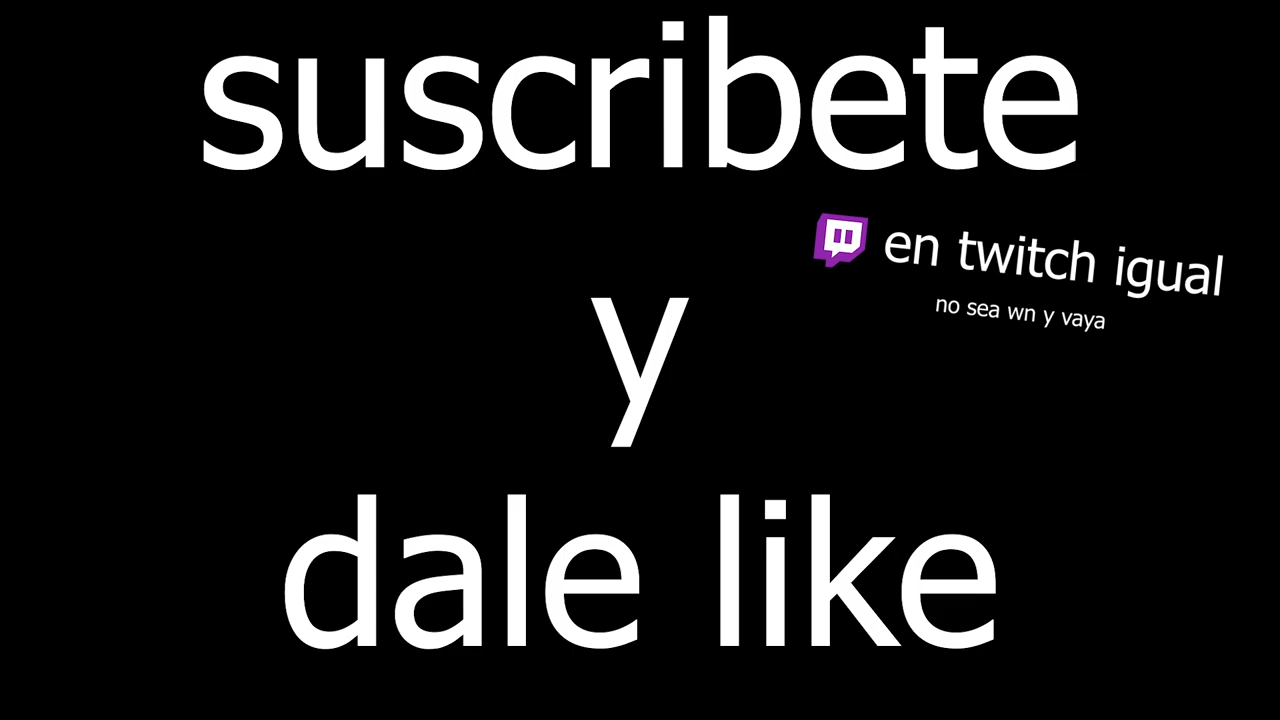 suscribete
en twitch igual
no sea wn y vaya
y
dale like